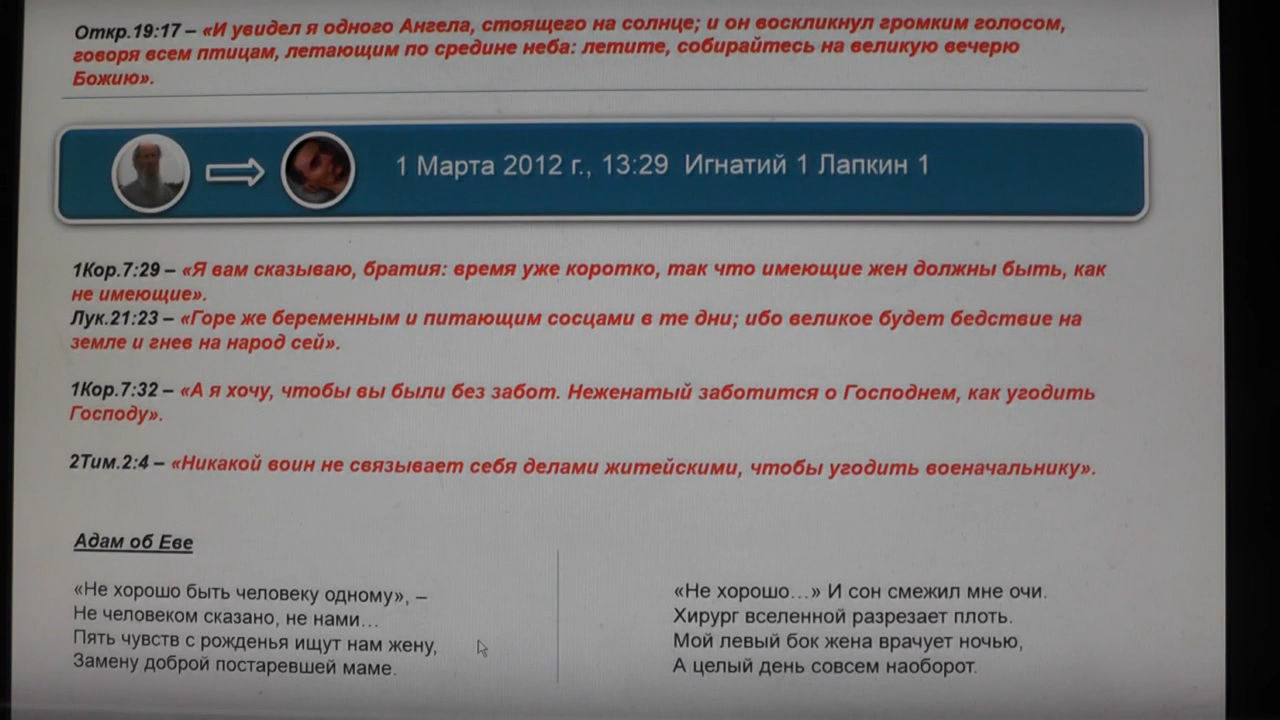 Откр.19:17 – «И увидел я одного Ангела, стоящего на солнце; и он воскликнул громким голосом,
говоря всем птицам, летающим по средине неба: летите, собирайтесь на великую вечерю
Божию».
1 Марта 2012 г., 13:29 Игнатий 1 Лапкин 1
1Кор.7:29 – «Я вам сказываю, братия: время уже коротко, так что имеющие жен должны быть, как
не имеющие».
Лук.21:23 – «Горе же беременным и питающим сосцами в те дни; ибо великое будет бедствие на
земле и гнев на народ сей».
1Кор.7:32 – «А я хочу, чтобы вы были без забот. Неженатый заботится о Господнем, как угодить
Господу».
2Тим.2:4 – «Никакой воин не связывает себя делами житейскими, чтобы угодить военачальнику».
Адам об Еве
«Не хорошо быть человеку одному», –
Не человеком сказано, не нами…
Пять чувств с рожденья ищут нам жену,
Замену доброй постаревшей маме.
«Не хорошо…» И сон смежил мне очи.
Хирург вселенной разрезает плоть.
Мой левый бок жена врачует ночью,
А целый день совсем наоборот.